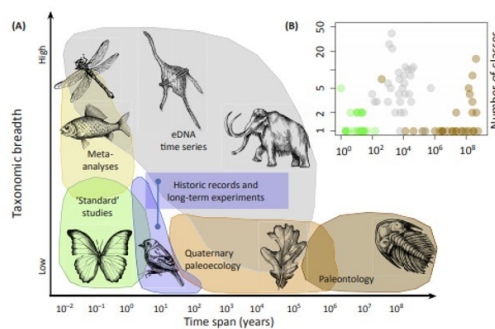 (A)
(B)
High
Taxonomic breadth
Low
eDNA
time series
Meta-
analyses
Historic records and
long-term experiments
'Standard'
studies
Quaternary
paleoecology
Paleontology
10⁻² 10⁻¹ 10⁰ 10¹ 10² 10³ 10⁴ 10⁵ 10⁶ 10⁷ 10⁸
Time span (years)
50
20
5
2
1
10⁰ 10² 10⁴ 10⁶ 10⁸
Number of classes